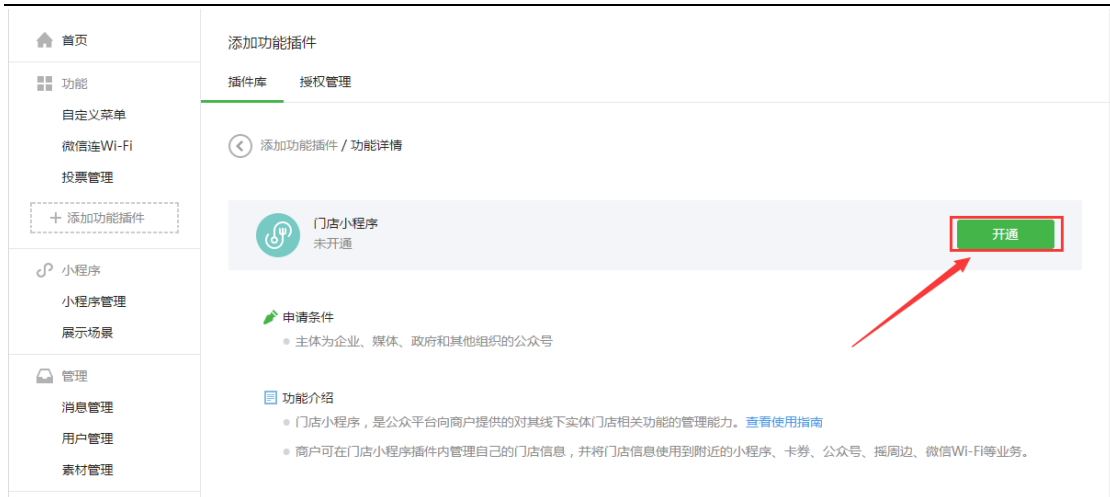 首页
功能
自定义菜单
微信连Wi-Fi
投票管理
添加功能插件
小程序
小程序管理
展示场景
管理
消息管理
用户管理
素材管理
添加功能插件
插件库 授权管理
添加功能插件 / 功能详情
门店小程序
未开通
开通
申请条件
主体为企业、媒体、政府和其他组织的公众号
功能介绍
门店小程序，是公众平台向商户提供的对其线下实体门店相关功能的管理能力。查看使用指南
商户可在门店小程序插件内管理自己的门店信息，并将门店信息使用到附近的小程序、卡券、公众号、摇周边、微信Wi-Fi等业务。